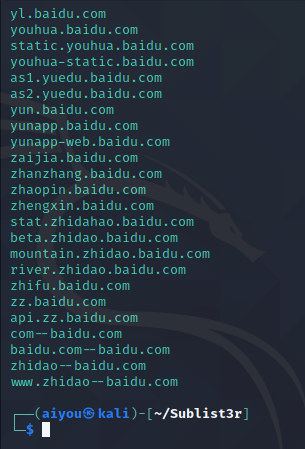 yl.baidu.com
youhua.baidu.com
static.youhua.baidu.com
youhua-static.baidu.com
as1.yuedu.baidu.com
as2.yuedu.baidu.com
yun.baidu.com
yunapp.baidu.com
yunapp-web.baidu.com
zaijia.baidu.com
zhanzhang.baidu.com
zhaopin.baidu.com
zhengxin.baidu.com
stat.zhidahao.baidu.com
beta.zhidao.baidu.com
mountain.zhidao.baidu.com
river.zhidao.baidu.com
zhifu.baidu.com
zz.baidu.com
api.zz.baidu.com
com--baidu.com
baidu.com--baidu.com
zhidao--baidu.com
www.zhidao--baidu.com
┌──(aiyou㉿kali)-[~/Sublist3r]
└─$